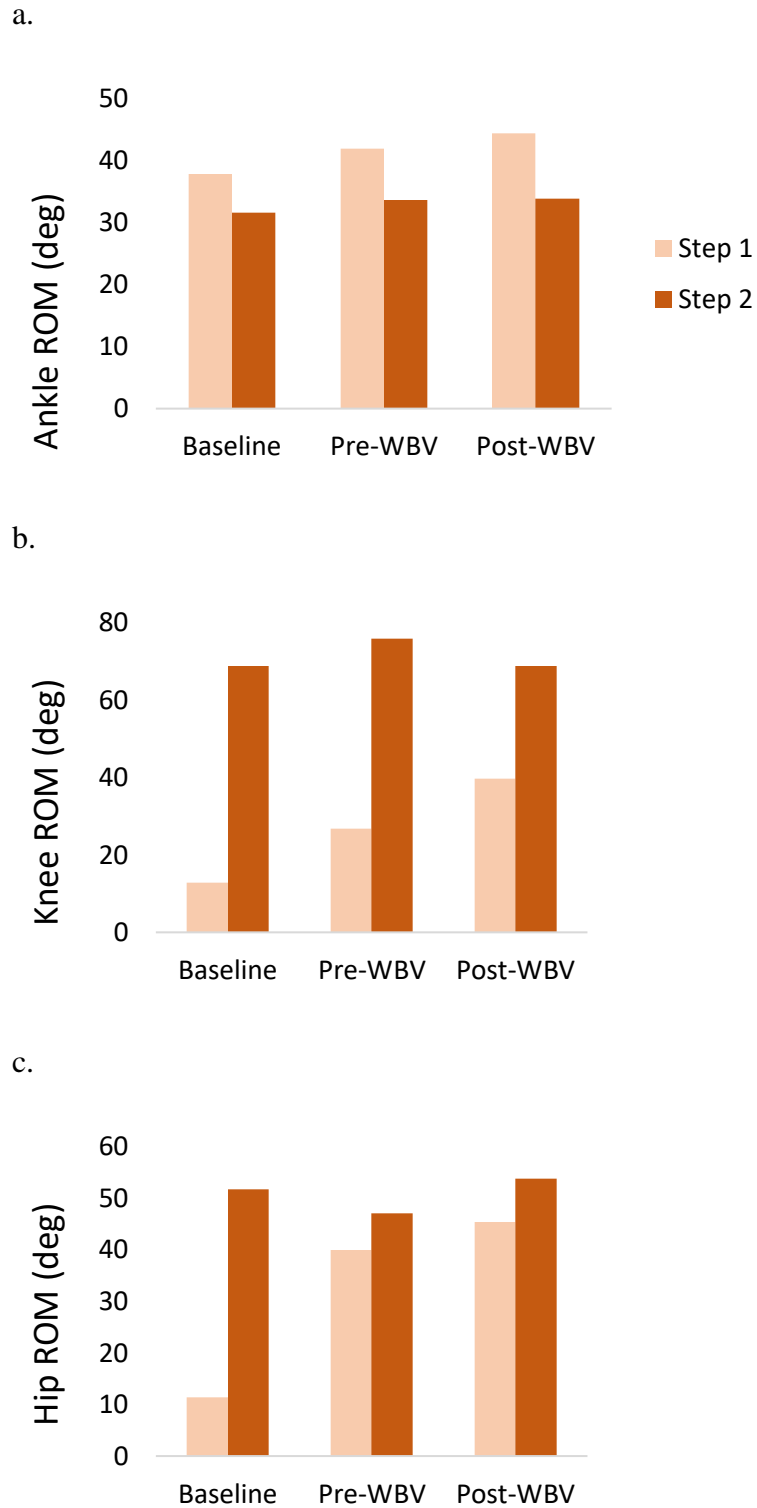 a.
50
40
30
20
10
0
Ankle ROM (deg)
Baseline Pre-WBV Post-WBV
Step 1
Step 2
b.
80
60
40
20
0
Knee ROM (deg)
Baseline Pre-WBV Post-WBV
c.
60
50
40
30
20
10
0
Hip ROM (deg)
Baseline Pre-WBV Post-WBV